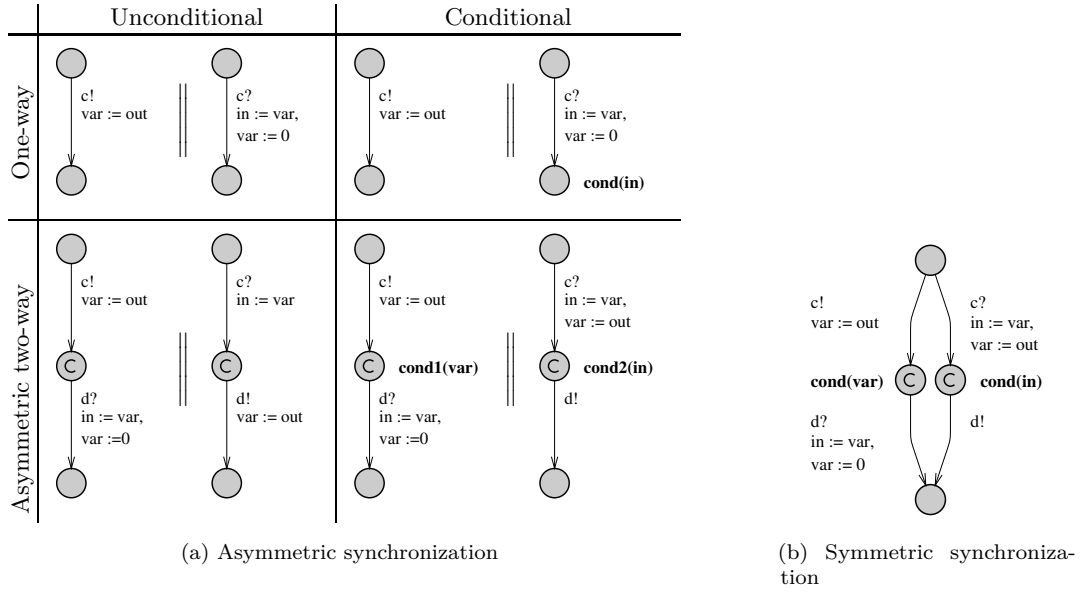 Unconditional
Conditional
One-way
c!
var := out
c?
in := var,
var := 0
c!
var := out
c?
in := var,
var := 0
cond(in)
Asymmetric two-way
c!
var := out
C
d?
in := var,
var :=0
c?
in := var
C
d!
var := out
c!
var := out
C
cond1(var)
d?
in := var,
var := 0
c?
in := var,
var := out
C
cond2(in)
d!
(a) Asymmetric synchronization
c!
var := out
c?
in := var,
var := out
cond(var)
C
C
cond(in)
d?
in := var,
var := 0
d!
(b) Symmetric synchroniza-
tion